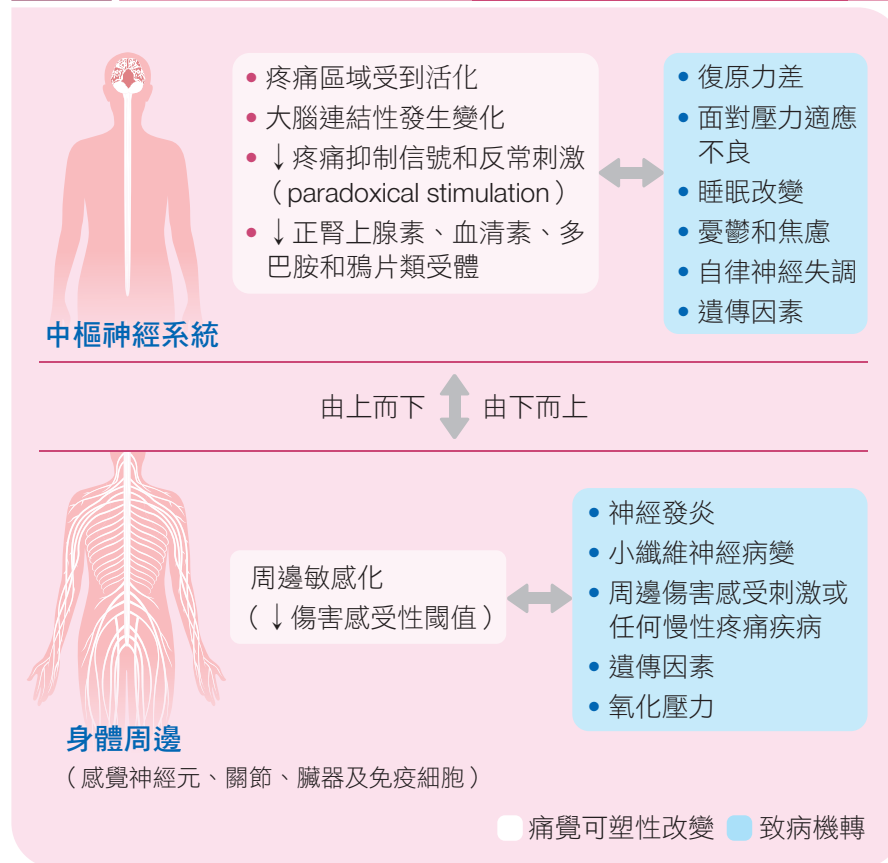 • 疼痛區域受到活化
• 大腦連結性發生變化
• ↓疼痛抑制信號和反常刺激
（paradoxical stimulation）
• ↓正腎上腺素、血清素、多
巴胺和鴉片類受體
• 復原力差
• 面對壓力適應
不良
• 睡眠改變
• 憂鬱和焦慮
• 自律神經失調
• 遺傳因素
中樞神經系統
由上而下 由下而上
周邊敏感化
（↓傷害感受性閾值）
• 神經發炎
• 小纖維神經病變
• 周邊傷害感受刺激或
任何慢性疼痛疾病
• 遺傳因素
• 氧化壓力
身體周邊
（感覺神經元、關節、臟器及免疫細胞）
痛覺可塑性改變 致病機轉